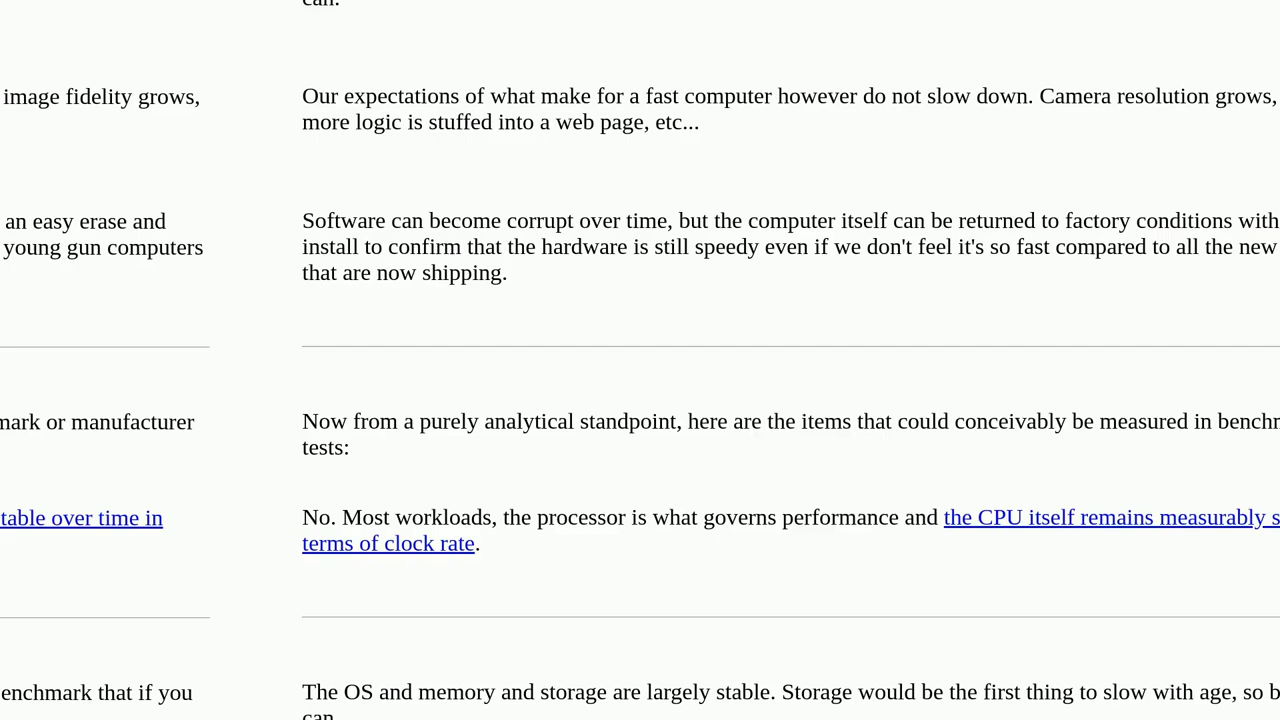 can.
image fidelity grows,
Our expectations of what make for a fast computer however do not slow down. Camera resolution grows,
more logic is stuffed into a web page, etc...
an easy erase and
young gun computers
Software can become corrupt over time, but the computer itself can be returned to factory conditions with
install to confirm that the hardware is still speedy even if we don't feel it's so fast compared to all the new
that are now shipping.
mark or manufacturer
Now from a purely analytical standpoint, here are the items that could conceivably be measured in benchm
tests:
table over time in
No. Most workloads, the processor is what governs performance and the CPU itself remains measurably s
terms of clock rate.
enchmark that if you
The OS and memory and storage are largely stable. Storage would be the first thing to slow with age, so b
can.